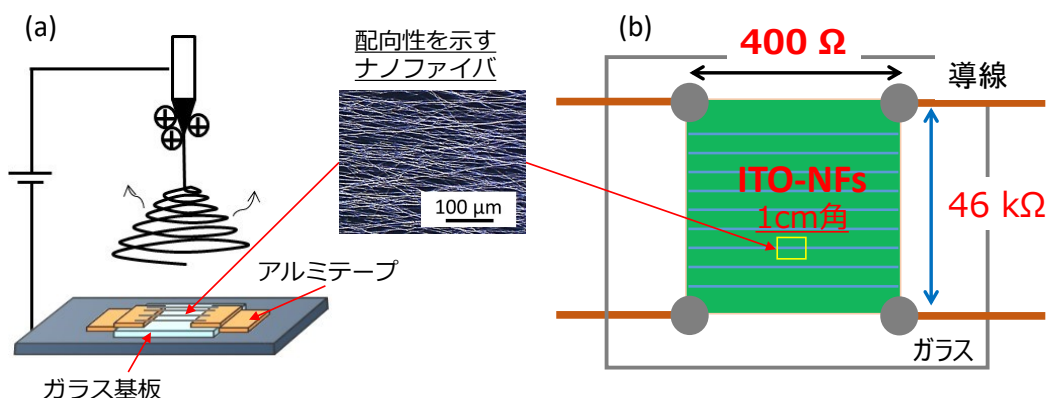 (a)
配向性を示す
ナノファイバ
100 µm
アルミテープ
ガラス基板
(b)
400 Ω
導線
ITO-NFs
1cm角
46 kΩ
ガラス